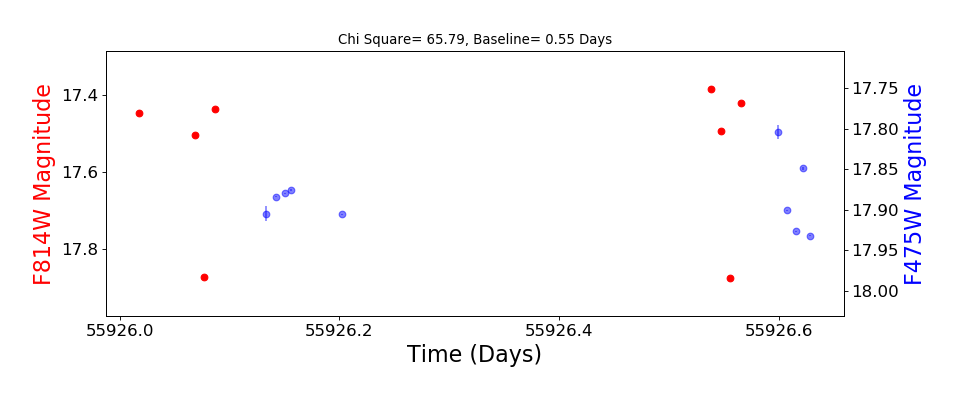 Chi Square= 65.79, Baseline= 0.55 Days
F814W Magnitude
17.4
17.6
17.8
17.75
17.80
17.85
17.90
17.95
18.00
F475W Magnitude
55926.0 55926.2 55926.4 55926.6
Time (Days)